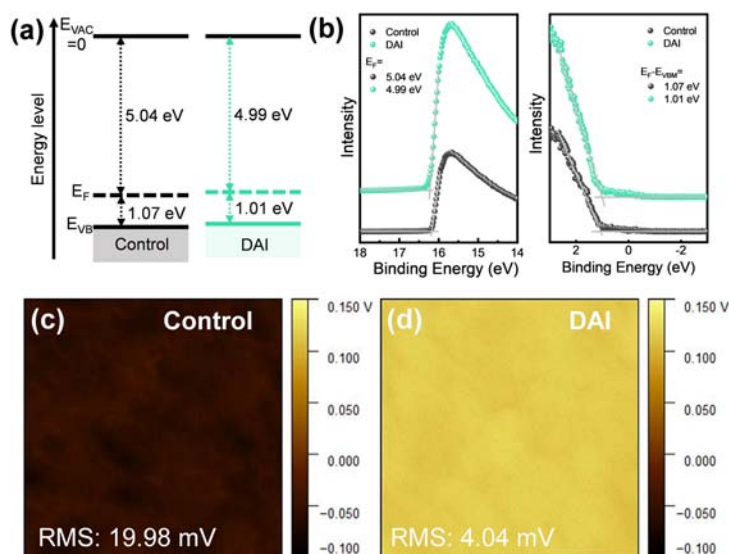 (a)
E_VAC
=0
Energy level
5.04 eV
4.99 eV
E_F
1.07 eV
1.01 eV
E_VB
Control
DAI
(b)
Control
DAI
E_F=
5.04 eV
4.99 eV
Intensity
18 17 16 15 14
Binding Energy (eV)
Control
DAI
E_F-E_VBM=
1.07 eV
1.01 eV
Intensity
2 0 -2
Binding Energy (eV)
(c)
Control
RMS: 19.98 mV
0.150 V
0.100
0.050
0.000
-0.050
-0.100
(d)
DAI
RMS: 4.04 mV
0.150 V
0.100
0.050
0.000
-0.050
-0.100